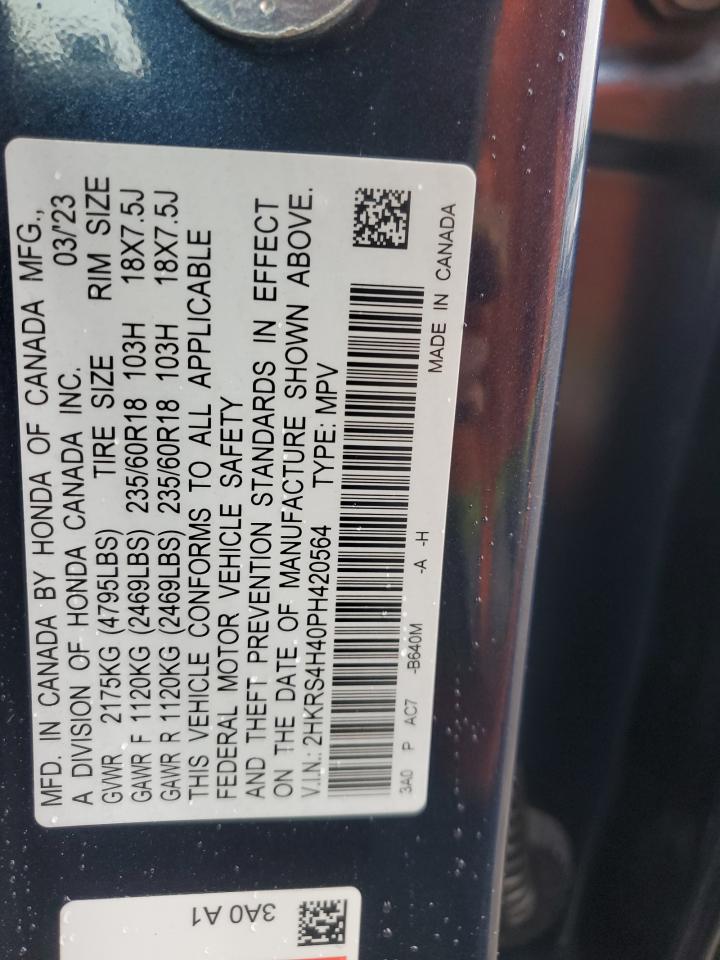 MFD. IN CANADA BY HONDA OF CANADA MFG.,
A DIVISION OF HONDA CANADA INC. 03/'23
GVWR 2175KG (4795LBS) TIRE SIZE RIM SIZE
GAWR F 1120KG (2469LBS) 235/60R18 103H 18X7.5J
GAWR R 1120KG (2469LBS) 235/60R18 103H 18X7.5J
THIS VEHICLE CONFORMS TO ALL APPLICABLE
FEDERAL MOTOR VEHICLE SAFETY
AND THEFT PREVENTION STANDARDS IN EFFECT
ON THE DATE OF MANUFACTURE SHOWN ABOVE.
V.I.N.: 2HKRS4H40PH420564 TYPE: MPV
3A0 P AC7 -B640M -A -H
MADE IN CANADA
3A0 A1